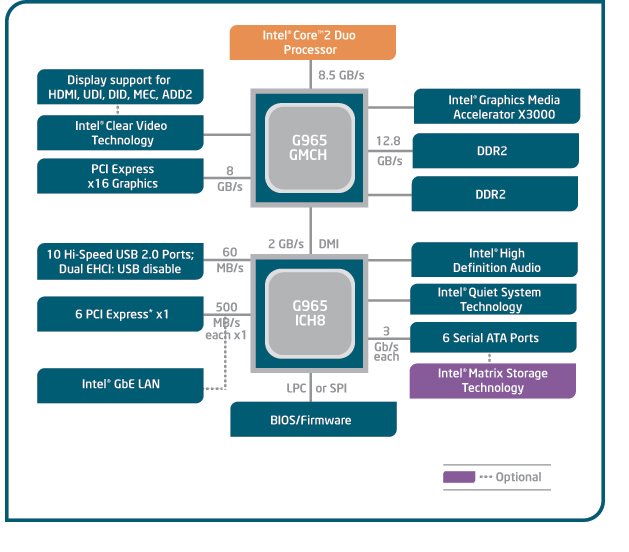 Intel® Core™2 Duo
Processor
8.5 GB/s
Display support for
HDMI, UDI, DID, MEC, ADD2
Intel® Clear Video
Technology
PCI Express
x16 Graphics
8
GB/s
G965
GMCH
Intel® Graphics Media
Accelerator X3000
12.8
GB/s
DDR2
DDR2
2 GB/s
DMI
10 Hi-Speed USB 2.0 Ports;
Dual EHCI: USB disable
60
MB/s
6 PCI Express* x1
500
MB/s
each x1
Intel® GbE LAN
G965
ICH8
Intel® High
Definition Audio
Intel® Quiet System
Technology
3
Gb/s
each
6 Serial ATA Ports
Intel® Matrix Storage
Technology
LPC or SPI
BIOS/Firmware
Optional